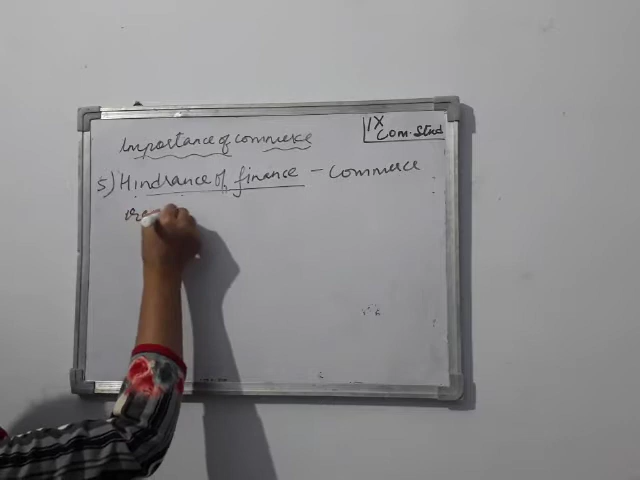 Importance of commerce
IX
Com. Stud
5) Hindrance of finance - Commerce